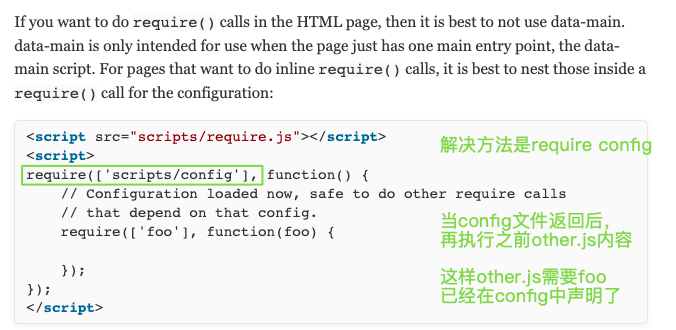 If you want to do require() calls in the HTML page, then it is best to not use data-main.
data-main is only intended for use when the page just has one main entry point, the data-
main script. For pages that want to do inline require() calls, it is best to nest those inside a
require() call for the configuration:
<script src="scripts/require.js"></script>
解决方法是require config
<script>
require(['scripts/config'], function() {
// Configuration loaded now, safe to do other require calls
// that depend on that config.
当config文件返回后,
require(['foo'], function(foo) {
再执行之前other.js内容
});
这样other.js需要foo
});
已经在config中声明了
</script>